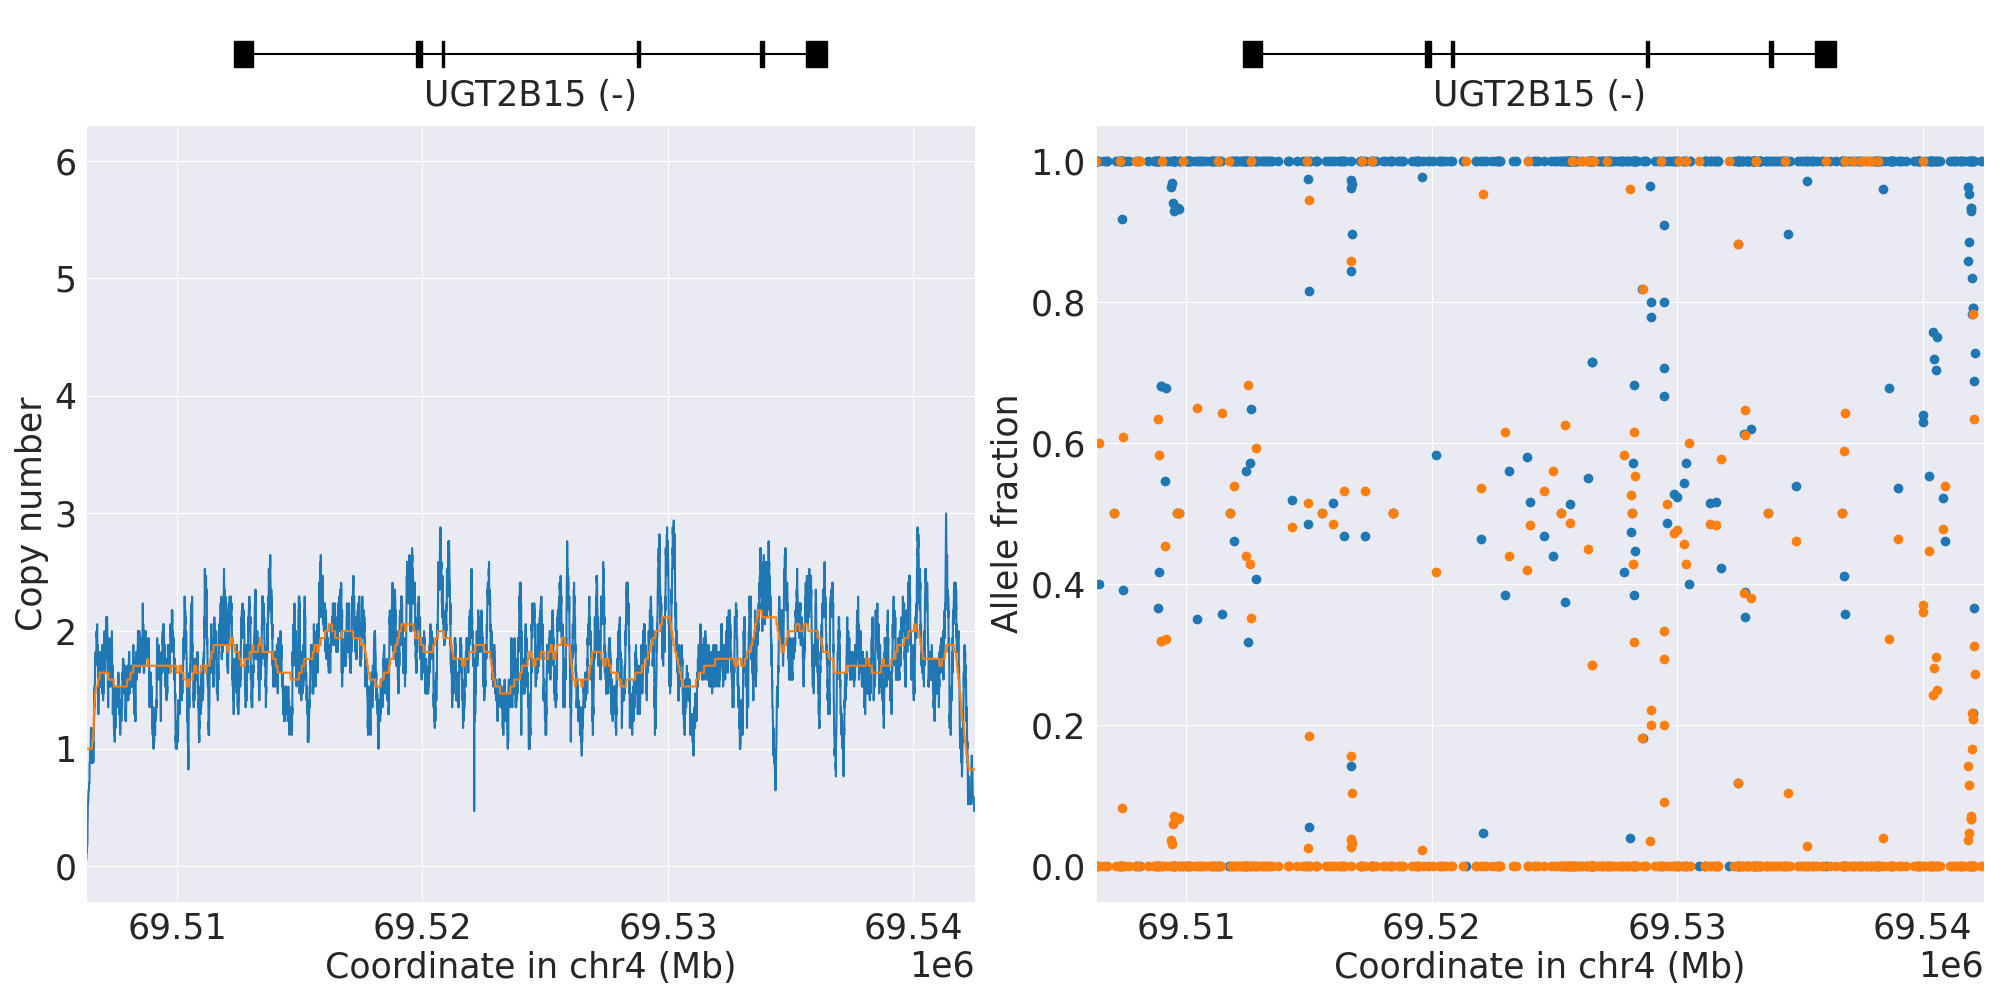 UGT2B15 (-)
6
5
4
3
2
1
0
Copy number
69.51 69.52 69.53 69.54
Coordinate in chr4 (Mb)
1e6
UGT2B15 (-)
1.0
0.8
0.6
0.4
0.2
0.0
Allele fraction
69.51 69.52 69.53 69.54
Coordinate in chr4 (Mb)
1e6